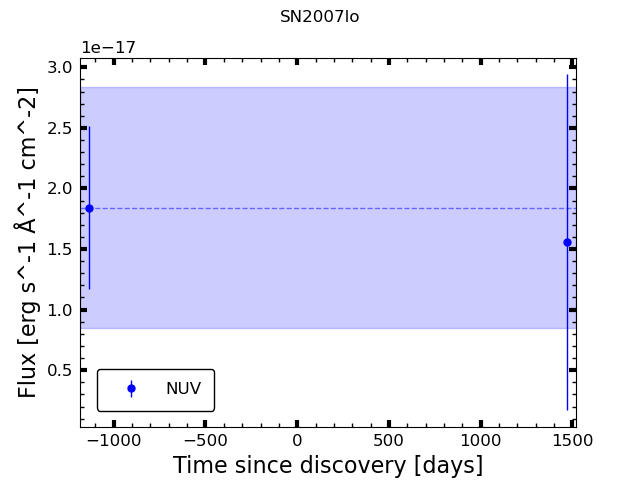 SN2007lo
1e−17
3.0
2.5
2.0
1.5
1.0
0.5
Flux [erg s^-1 Å^-1 cm^-2]
NUV
−1000 −500 0 500 1000 1500
Time since discovery [days]